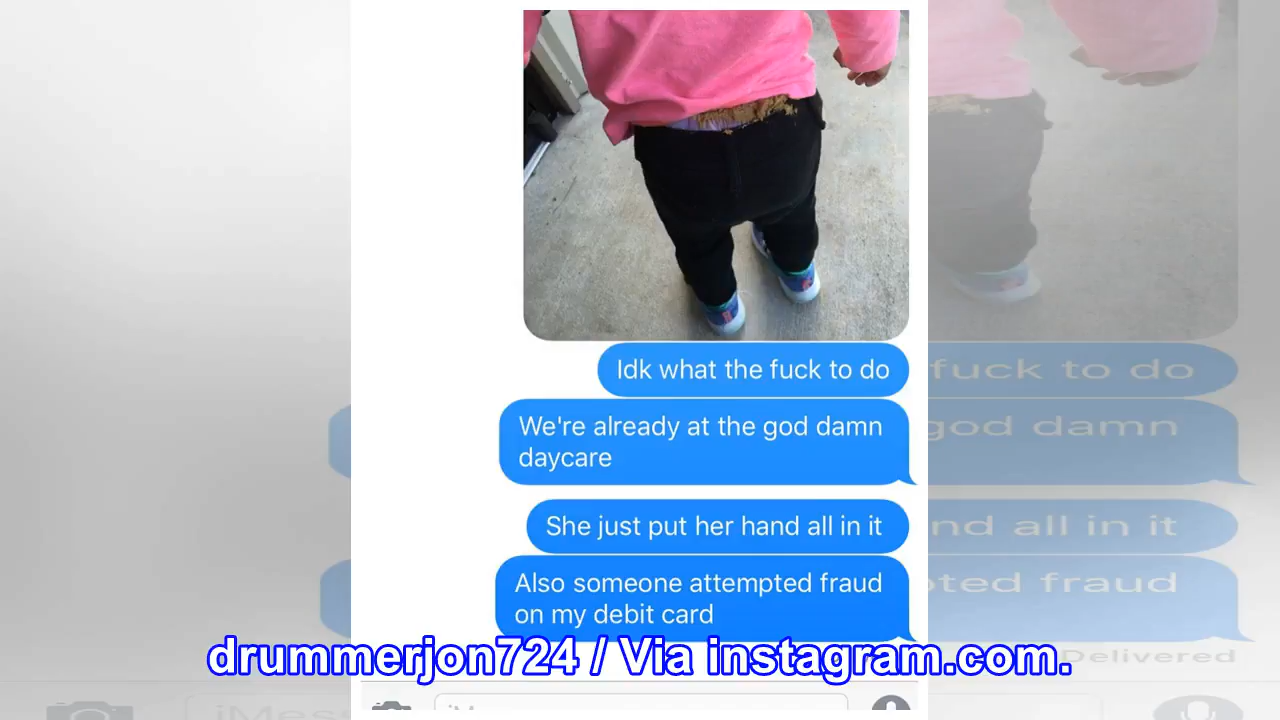 Idk what the fuck to do
We're already at the god damn
daycare
She just put her hand all in it
Also someone attempted fraud
on my debit card
drummerjon724 / Via instagram.com.
Delivered